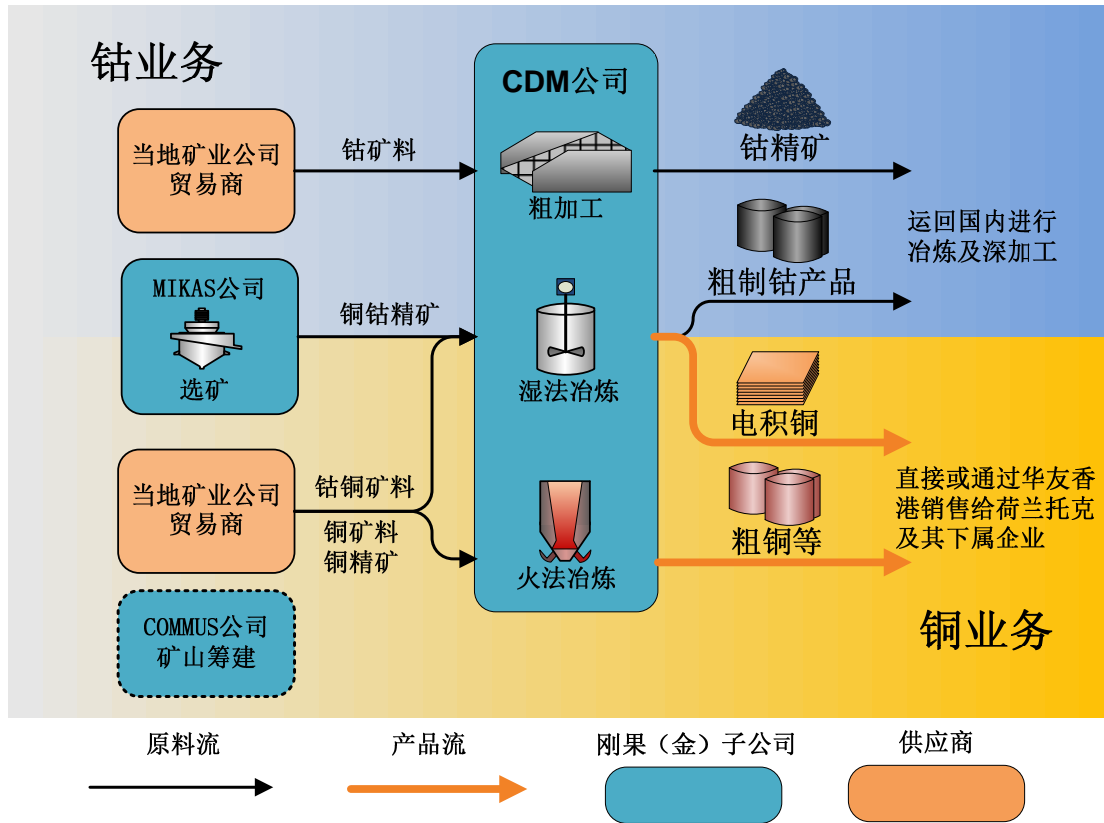 钴业务
CDM公司
当地矿业公司
贸易商
钴矿料
粗加工
钴精矿
运回国内进行
冶炼及深加工
粗制钴产品
MIKAS公司
选矿
铜钴精矿
湿法冶炼
电积铜
当地矿业公司
贸易商
钴铜矿料
铜矿料
铜精矿
火法冶炼
粗铜等
直接或通过华友香
港销售给荷兰托克
及其下属企业
COMMUS公司
矿山筹建
铜业务
原料流
产品流
刚果（金）子公司
供应商